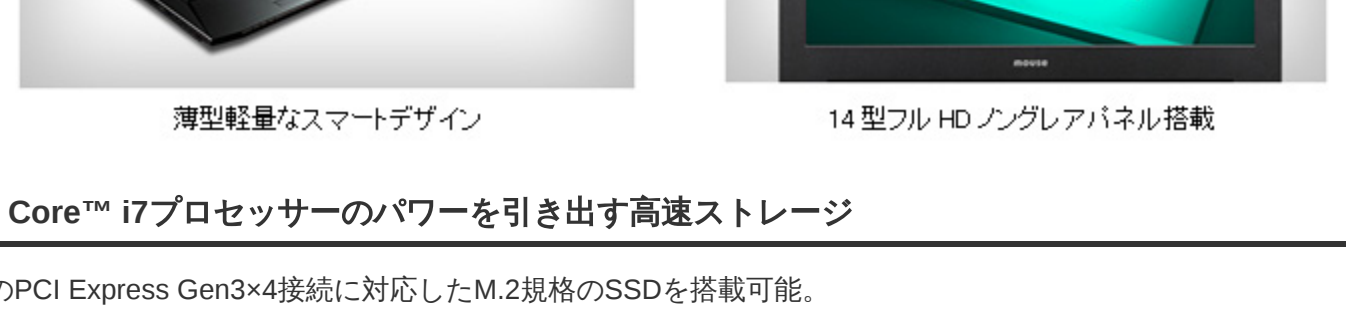 mouse
薄型軽量なスマートデザイン
14型フル HD ノングレアパネル搭載
Core™ i7プロセッサーのパワーを引き出す高速ストレージ
のPCI Express Gen3×4接続に対応したM.2規格のSSDを搭載可能。